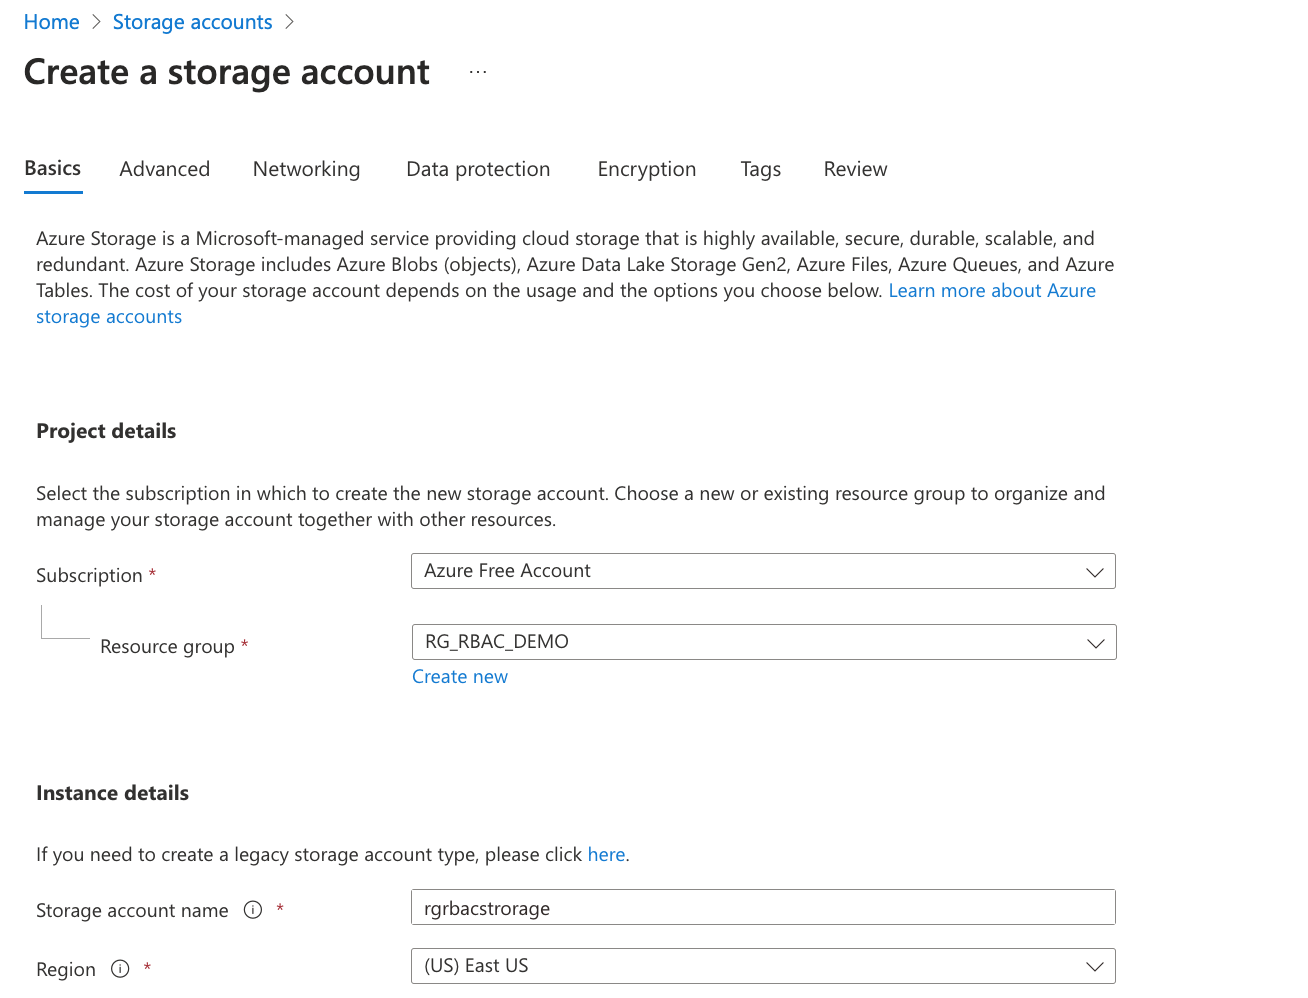 Home > Storage accounts >
Create a storage account ...
Basics Advanced Networking Data protection Encryption Tags Review
Azure Storage is a Microsoft-managed service providing cloud storage that is highly available, secure, durable, scalable, and
redundant. Azure Storage includes Azure Blobs (objects), Azure Data Lake Storage Gen2, Azure Files, Azure Queues, and Azure
Tables. The cost of your storage account depends on the usage and the options you choose below. Learn more about Azure
storage accounts
Project details
Select the subscription in which to create the new storage account. Choose a new or existing resource group to organize and
manage your storage account together with other resources.
Subscription * Azure Free Account
Resource group * RG_RBAC_DEMO
Create new
Instance details
If you need to create a legacy storage account type, please click here.
Storage account name * rgrbacstrorage
Region * (US) East US